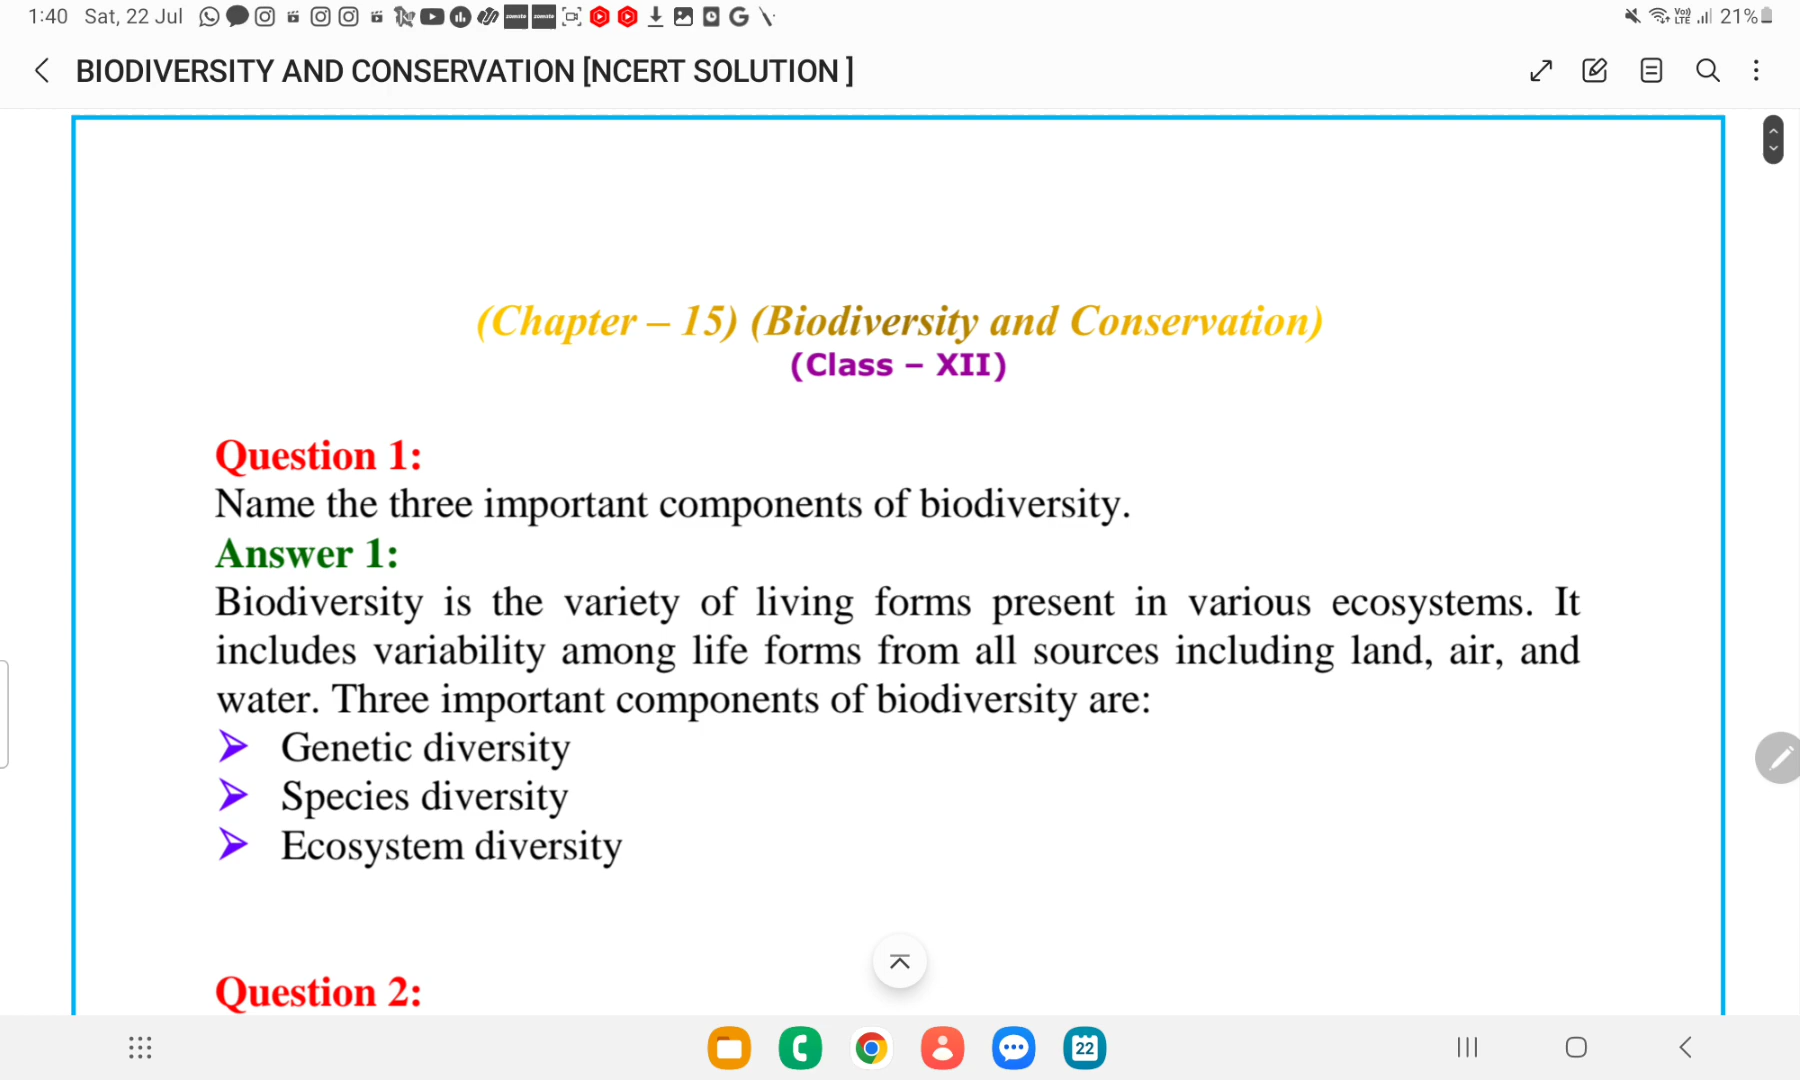 1:40 Sat, 22 Jul
21%
BIODIVERSITY AND CONSERVATION [NCERT SOLUTION ]
(Chapter – 15) (Biodiversity and Conservation)
(Class – XII)
Question 1:
Name the three important components of biodiversity.
Answer 1:
Biodiversity is the variety of living forms present in various ecosystems. It
includes variability among life forms from all sources including land, air, and
water. Three important components of biodiversity are:
Genetic diversity
Species diversity
Ecosystem diversity
Question 2:
22